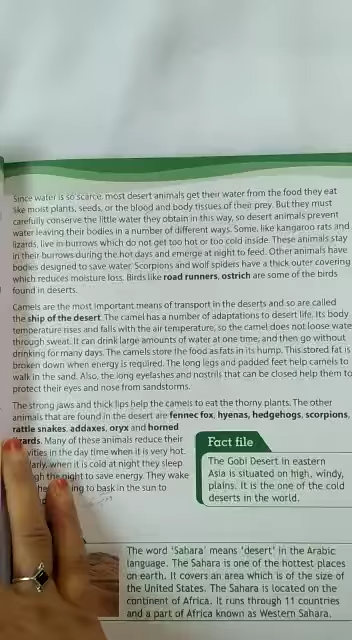 Since water is so scarce, most desert animals get their water from the food they eat
like moist plants, seeds, or the blood and body tissues of their prey. But they must
carefully conserve the little water they obtain in this way, so desert animals prevent
water leaving their bodies in a number of different ways. Some, like kangaroo rats and
lizards, live in burrows which do not get too hot or too cold inside. These animals stay
in their burrows during the hot days and emerge at night to feed. Other animals have
bodies designed to save water. Scorpions and wolf spiders have a thick outer covering
which reduces moisture loss. Birds like road runners, ostrich are some of the birds
found in deserts.
Camels are the most important means of transport in the deserts and so are called
the ship of the desert. The camel has a number of adaptations to desert life. Its body
temperature rises and falls with the air temperature, so the camel does not loose water
through sweat. It can drink large amounts of water at one time, and then go without
drinking for many days. The camels store the food as fats in its hump. This stored fat is
broken down when energy is required. The long legs and padded feet help camels to
walk in the sand. Also, the long eyelashes and nostrils that can be closed help them to
protect their eyes and nose from sandstorms.
The strong jaws and thick lips help the camels to eat the thorny plants. The other
animals that are found in the desert are fennec fox, hyenas, hedgehogs, scorpions,
rattle snakes, addaxes, oryx and horned
lizards. Many of these animals reduce their
in the day time when it is very hot.
when it is cold at night they sleep
the night to save energy. They wake
to bask in the sun to
Fact file
The Gobi Desert in eastern
Asia is situated on high, windy,
plains. It is the one of the cold
deserts in the world.
The word 'Sahara' means 'desert' in the Arabic
language. The Sahara is one of the hottest places
on earth. It covers an area which is of the size of
the United States. The Sahara is located on the
continent of Africa. It runs through 11 countries
and a part of Africa known as Western Sahara.